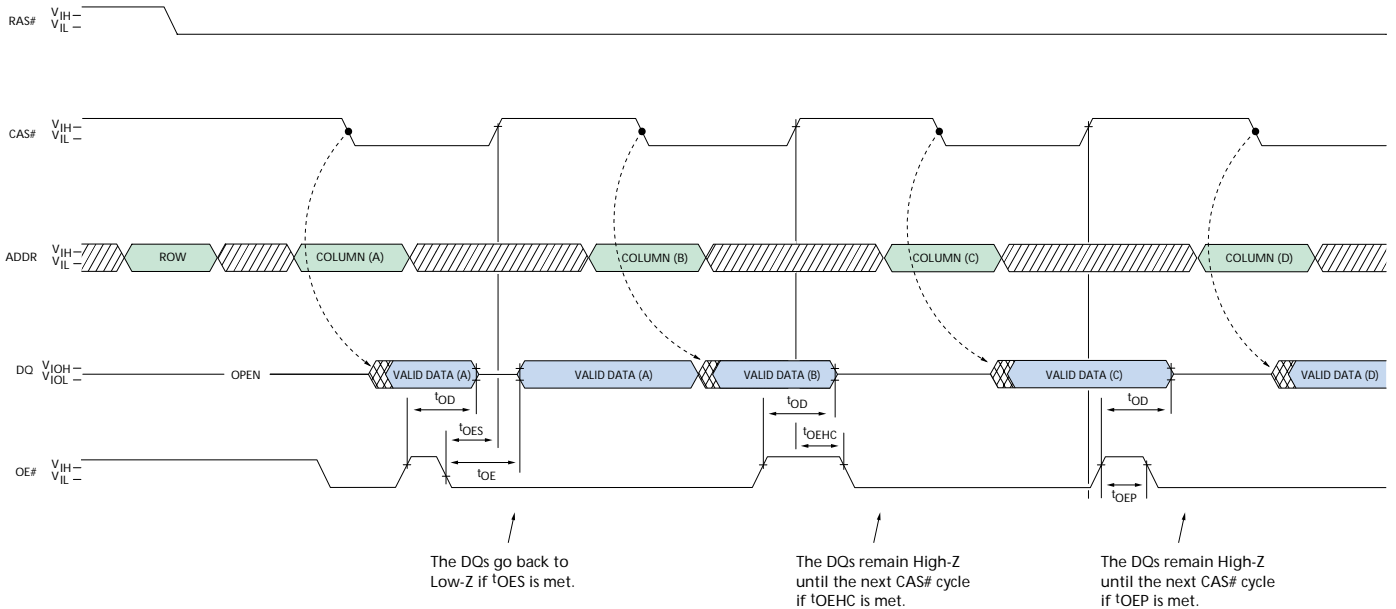 RAS# VIH
VIL
CAS# VIH
VIL
ADDR VIH
VIL
ROW
COLUMN (A)
COLUMN (B)
COLUMN (C)
COLUMN (D)
DQ VIOH
VIOL
OPEN
VALID DATA (A)
VALID DATA (A)
VALID DATA (B)
VALID DATA (C)
VALID DATA (D)
tOD
tOD
tOD
tOES
tOEHC
tOE
tOEP
OE# VIH
VIL
The DQs go back to
Low-Z if tOES is met.
The DQs remain High-Z
until the next CAS# cycle
if tOEHC is met.
The DQs remain High-Z
until the next CAS# cycle
if tOEP is met.